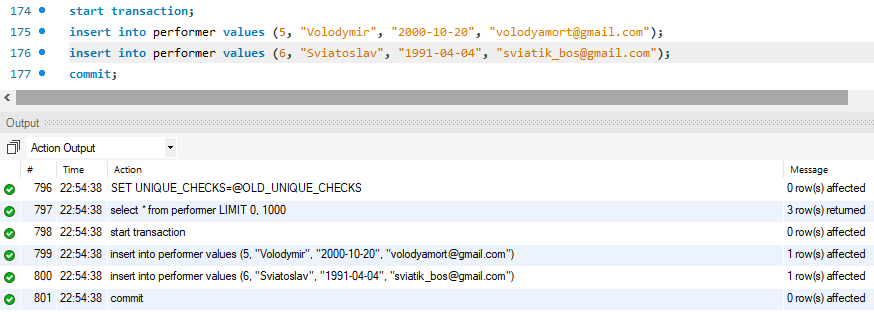 174 start transaction;
175 insert into performer values (5, "Volodymir", "2000-10-20", "volodyamort@gmail.com");
176 insert into performer values (6, "Sviatoslav", "1991-04-04", "sviatik_bos@gmail.com");
177 commit;
Output
Action Output
# Time Action Message
796 22:54:38 SET UNIQUE_CHECKS=@OLD_UNIQUE_CHECKS 0 row(s) affected
797 22:54:38 select * from performer LIMIT 0, 1000 3 row(s) returned
798 22:54:38 start transaction 0 row(s) affected
799 22:54:38 insert into performer values (5, "Volodymir", "2000-10-20", "volodyamort@gmail.com") 1 row(s) affected
800 22:54:38 insert into performer values (6, "Sviatoslav", "1991-04-04", "sviatik_bos@gmail.com") 1 row(s) affected
801 22:54:38 commit 0 row(s) affected